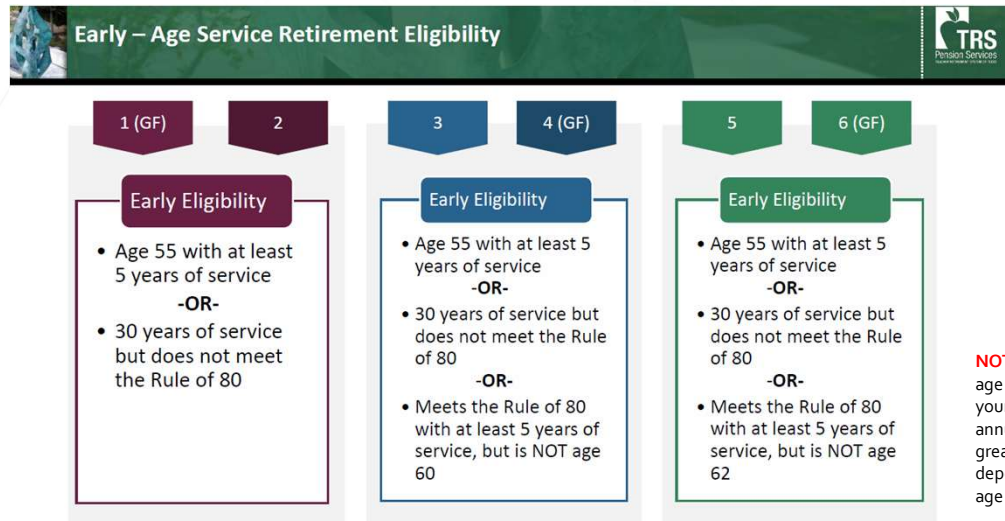 Early – Age Service Retirement Eligibility
TRS
Pension Services
1 (GF)
2
Early Eligibility
• Age 55 with at least
5 years of service
-OR-
• 30 years of service
but does not meet
the Rule of 80
3
4 (GF)
Early Eligibility
• Age 55 with at least 5
years of service
-OR-
• 30 years of service but
does not meet the Rule
of 80
-OR-
• Meets the Rule of 80
with at least 5 years of
service, but is NOT age
60
5
6 (GF)
Early Eligibility
• Age 55 with at least 5
years of service
-OR-
• 30 years of service but
does not meet the Rule
of 80
-OR-
• Meets the Rule of 80
with at least 5 years of
service, but is NOT age
62
age